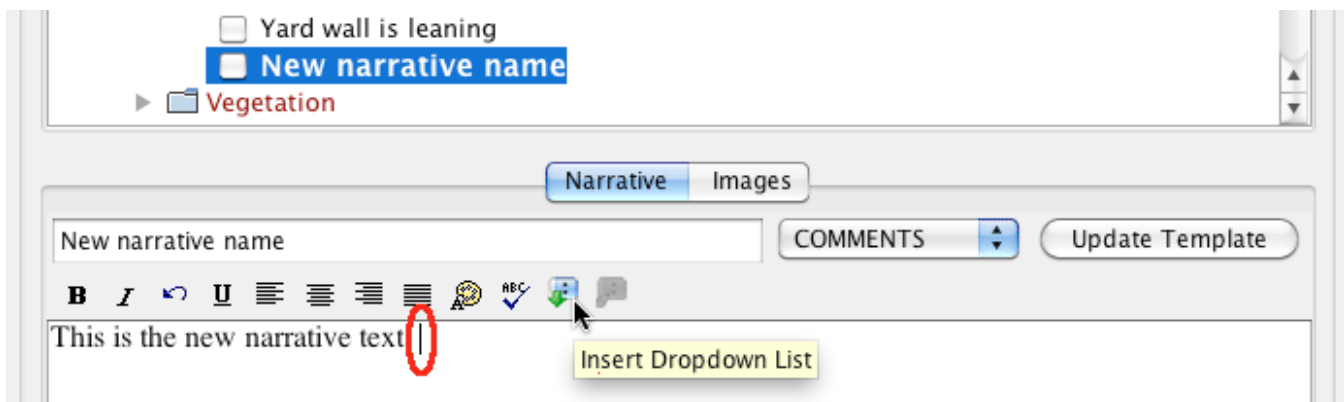 Yard wall is leaning
New narrative name
Vegetation
Narrative Images
New narrative name COMMENTS Update Template
B I U ABC
This is the new narrative text
Insert Dropdown List